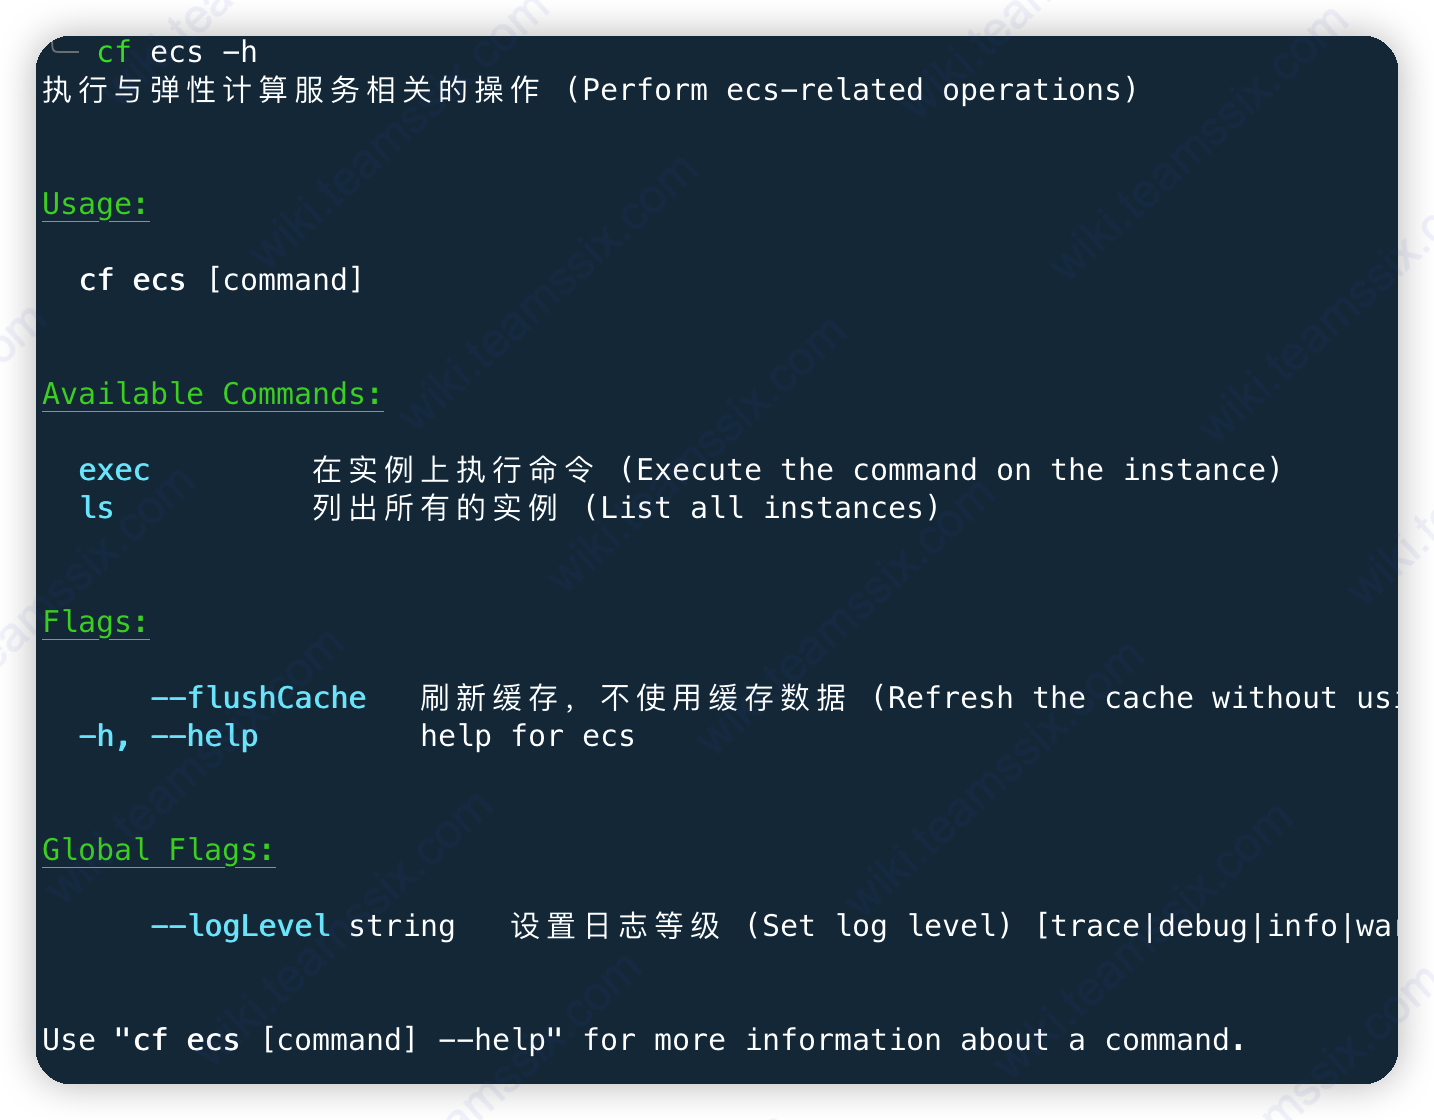 cf ecs -h
执行与弹性计算服务相关的操作 (Perform ecs-related operations)
Usage:
cf ecs [command]
Available Commands:
exec 在实例上执行命令 (Execute the command on the instance)
ls 列出所有的实例 (List all instances)
Flags:
--flushCache 刷新缓存，不使用缓存数据 (Refresh the cache without
-h, --help help for ecs
Global Flags:
--logLevel string 设置日志等级 (Set log level) [trace|debug|info|
Use "cf ecs [command] --help" for more information about a command.
wiki.teamssix.com